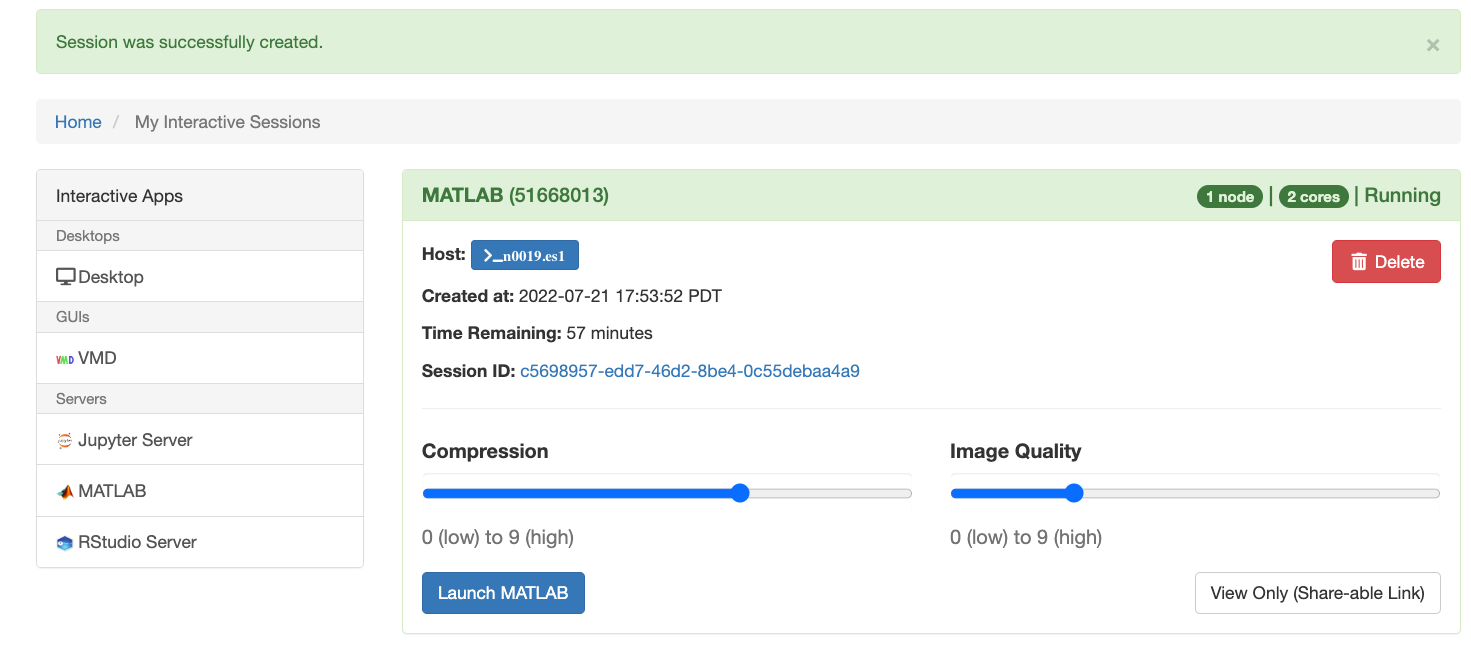 Session was successfully created.
×
Home / My Interactive Sessions
Interactive Apps
Desktops
Desktop
GUIs
VMD VMD
Servers
Jupyter Server
MATLAB
RStudio Server
MATLAB (51668013)
1 node | 2 cores | Running
Host: >_n0019.es1
Delete
Created at: 2022-07-21 17:53:52 PDT
Time Remaining: 57 minutes
Session ID: c5698957-edd7-46d2-8be4-0c55debaa4a9
Compression
0 (low) to 9 (high)
Image Quality
0 (low) to 9 (high)
Launch MATLAB
View Only (Share-able Link)